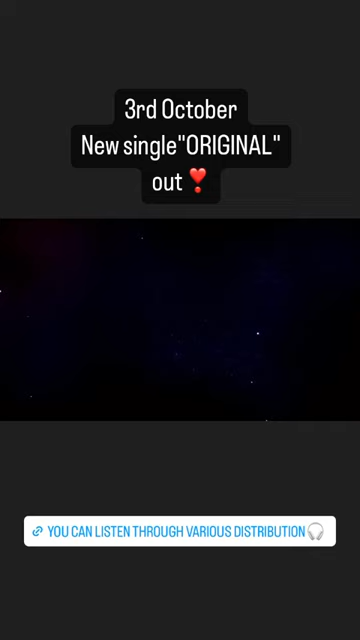 3rd October
New single"ORIGINAL"
out❣️
YOU CAN LISTEN THROUGH VARIOUS DISTRIBUTION🎧